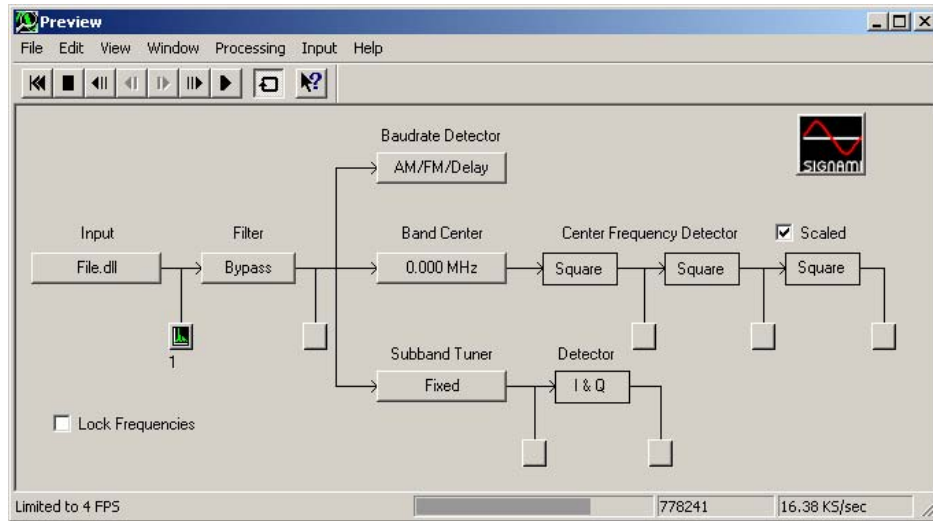 Preview
File Edit View Window Processing Input Help
Baudrate Detector
AM/FM/Delay
SIGNAMI
Input
Filter
Band Center
Center Frequency Detector
Scaled
File.dll
Bypass
0.000 MHz
Square
Square
Square
1
Subband Tuner
Detector
Fixed
I & Q
Lock Frequencies
Limited to 4 FPS
778241
16.38 KS/sec